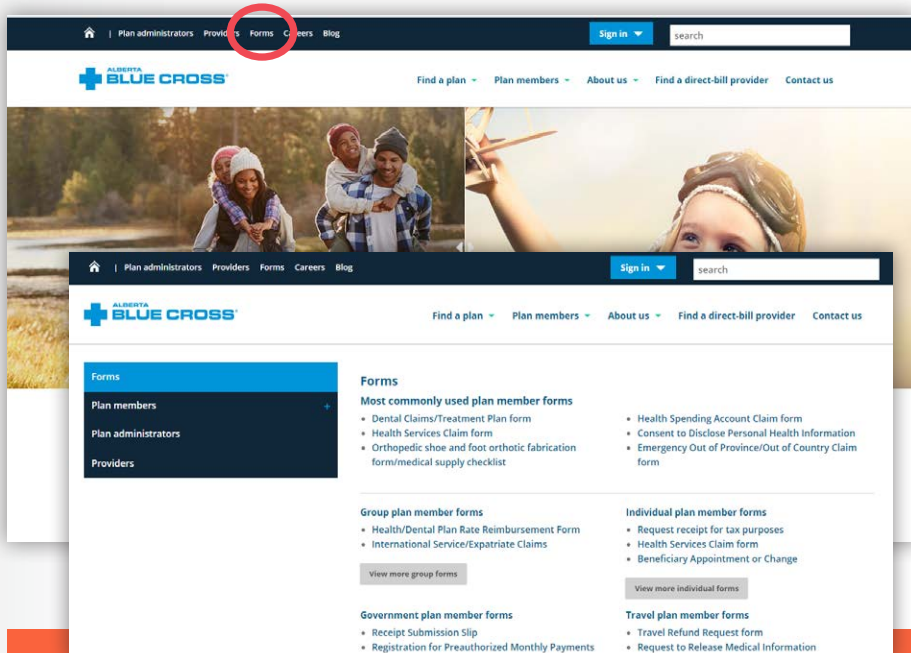 | Plan administrators Providers Forms Careers Blog
Sign in
search
ALBERTA
BLUE CROSS
Find a plan Plan members About us Find a direct-bill provider Contact us
| Plan administrators Providers Forms Careers Blog
Sign in
search
ALBERTA
BLUE CROSS
Find a plan Plan members About us Find a direct-bill provider Contact us
Forms
Plan members +
Plan administrators
Providers
Forms
Most commonly used plan member forms
• Dental Claims/Treatment Plan form
• Health Services Claim form
• Orthopedic shoe and foot orthotic fabrication
form/medical supply checklist
• Health Spending Account Claim form
• Consent to Disclose Personal Health Information
• Emergency Out of Province/Out of Country Claim
form
Group plan member forms
• Health/Dental Plan Rate Reimbursement Form
• International Service/Expatriate Claims
View more group forms
Individual plan member forms
• Request receipt for tax purposes
• Health Services Claim form
• Beneficiary Appointment or Change
View more individual forms
Government plan member forms
• Receipt Submission Slip
• Registration for Preauthorized Monthly Payments
Travel plan member forms
• Travel Refund Request form
• Request to Release Medical Information